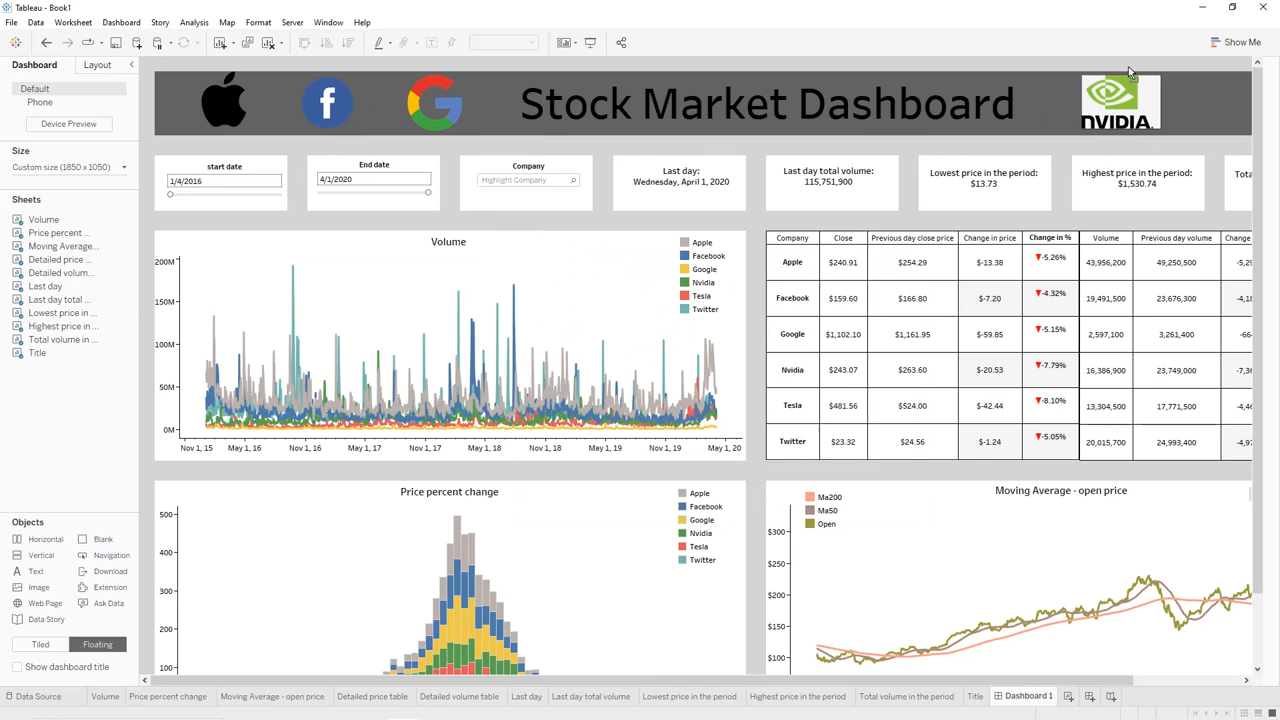 Tableau - Book1
File Data Worksheet Dashboard Story Analysis Map Format Server Window Help
Show Me
Dashboard Layout
Default
Phone
Device Preview
Size
Custom size (1850 x 1050)
Sheets
Volume
Price percent ...
Moving Average...
Detailed price ...
Detailed volum...
Last day
Last day total ...
Lowest price in ...
Highest price in ...
Total volume in ...
Title
Objects
Horizontal Blank
Vertical Navigation
Text Download
Image Extension
Web Page Ask Data
Data Story
Tiled Floating
Show dashboard title
f G Stock Market Dashboard NVIDIA.
start date
1/4/2016
End date
4/1/2020
Company
Highlight Company
Last day:
Wednesday, April 1, 2020
Last day total volume:
115,751,900
Lowest price in the period:
$13.73
Highest price in the period:
$1,530.74
Tota
Volume
Apple
Facebook
Google
Nvidia
Tesla
Twitter
200M
150M
100M
50M
0M
Nov 1, 15 May 1, 16 Nov 1, 16 May 1, 17 Nov 1, 17 May 1, 18 Nov 1, 18 May 1, 19 Nov 1, 19 May 1, 20
Company Close Previous day close price Change in price Change in % Volume Previous day volume Change
Apple $240.91 $254.29 $-13.38 ▼-5.26% 43,956,200 49,250,500 -5,29
Facebook $159.60 $166.80 $-7.20 ▼-4.32% 19,491,500 23,676,300 -4,18
Google $1,102.10 $1,161.95 $-59.85 ▼-5.15% 2,597,100 3,261,400 -66
Nvidia $243.07 $263.60 $-20.53 ▼-7.79% 16,386,900 23,749,000 -7,36
Tesla $481.56 $524.00 $-42.44 ▼-8.10% 13,304,500 17,771,500 -4,46
Twitter $23.32 $24.56 $-1.24 ▼-5.05% 20,015,700 24,993,400 -4,97
Price percent change
Apple
Facebook
Google
Nvidia
Tesla
Twitter
500
400
300
200
100
Moving Average - open price
Ma200
Ma50
Open
$300
$250
$200
$150
$100
Data Source Volume Price percent change Moving Average - open price Detailed price table Detailed volume table Last day Last day total volume Lowest price in the period Highest price in the period Total volume in the period Title Dashboard 1